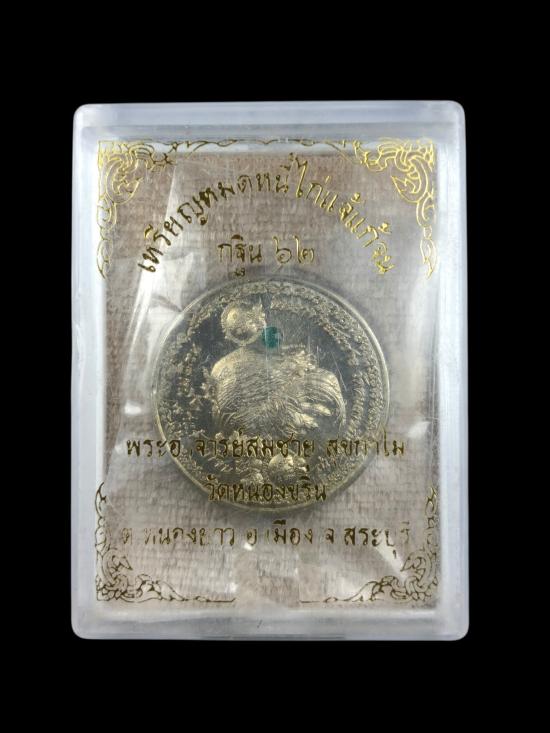 เหรียญหมดหนี้ไก่แจ้แก้จน
กฐิน ๖๒
พระอาจารย์สมชาย สุขกาโม
วัดหนองปริ๋น
ต.หนองยาว อ.เมือง จ.สระบุรี